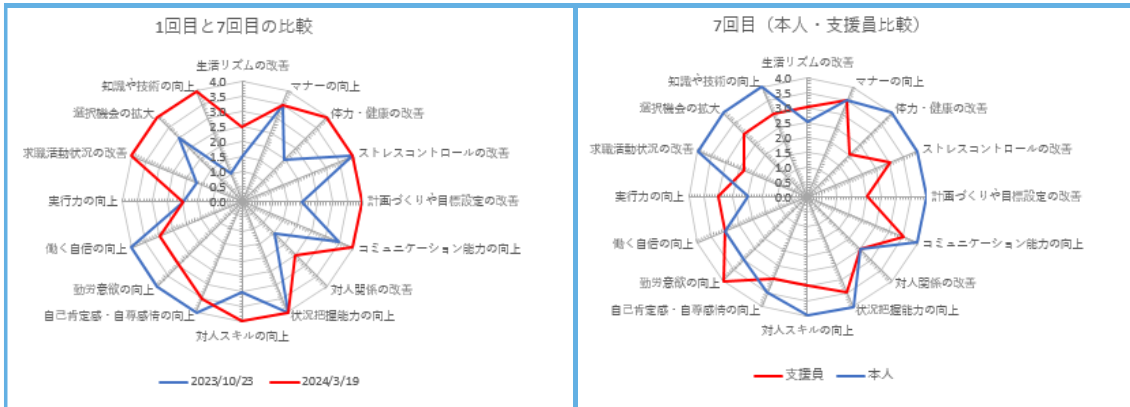 1回目と7回目の比較
生活リズムの改善
マナーの向上
体力・健康の改善
ストレスコントロールの改善
計画づくりや目標設定の改善
コミュニケーション能力の向上
対人関係の改善
状況把握能力の向上
対人スキルの向上
自己肯定感・自尊感情の向上
勤労意欲の向上
働く自信の向上
実行力の向上
求職活動状況の改善
選択機会の拡大
知識や技術の向上
4.0
3.5
3.0
2.5
2.0
1.5
1.0
0.5
0.0
2023/10/23
2024/3/19
7回目（本人・支援員比較）
生活リズムの改善
マナーの向上
体力・健康の改善
ストレスコントロールの改善
計画づくりや目標設定の改善
コミュニケーション能力の向上
対人関係の改善
状況把握能力の向上
対人スキルの向上
自己肯定感・自尊感情の向上
勤労意欲の向上
働く自信の向上
実行力の向上
求職活動状況の改善
選択機会の拡大
知識や技術の向上
4.0
3.5
3.0
2.5
2.0
1.5
1.0
0.5
0.0
支援員
本人